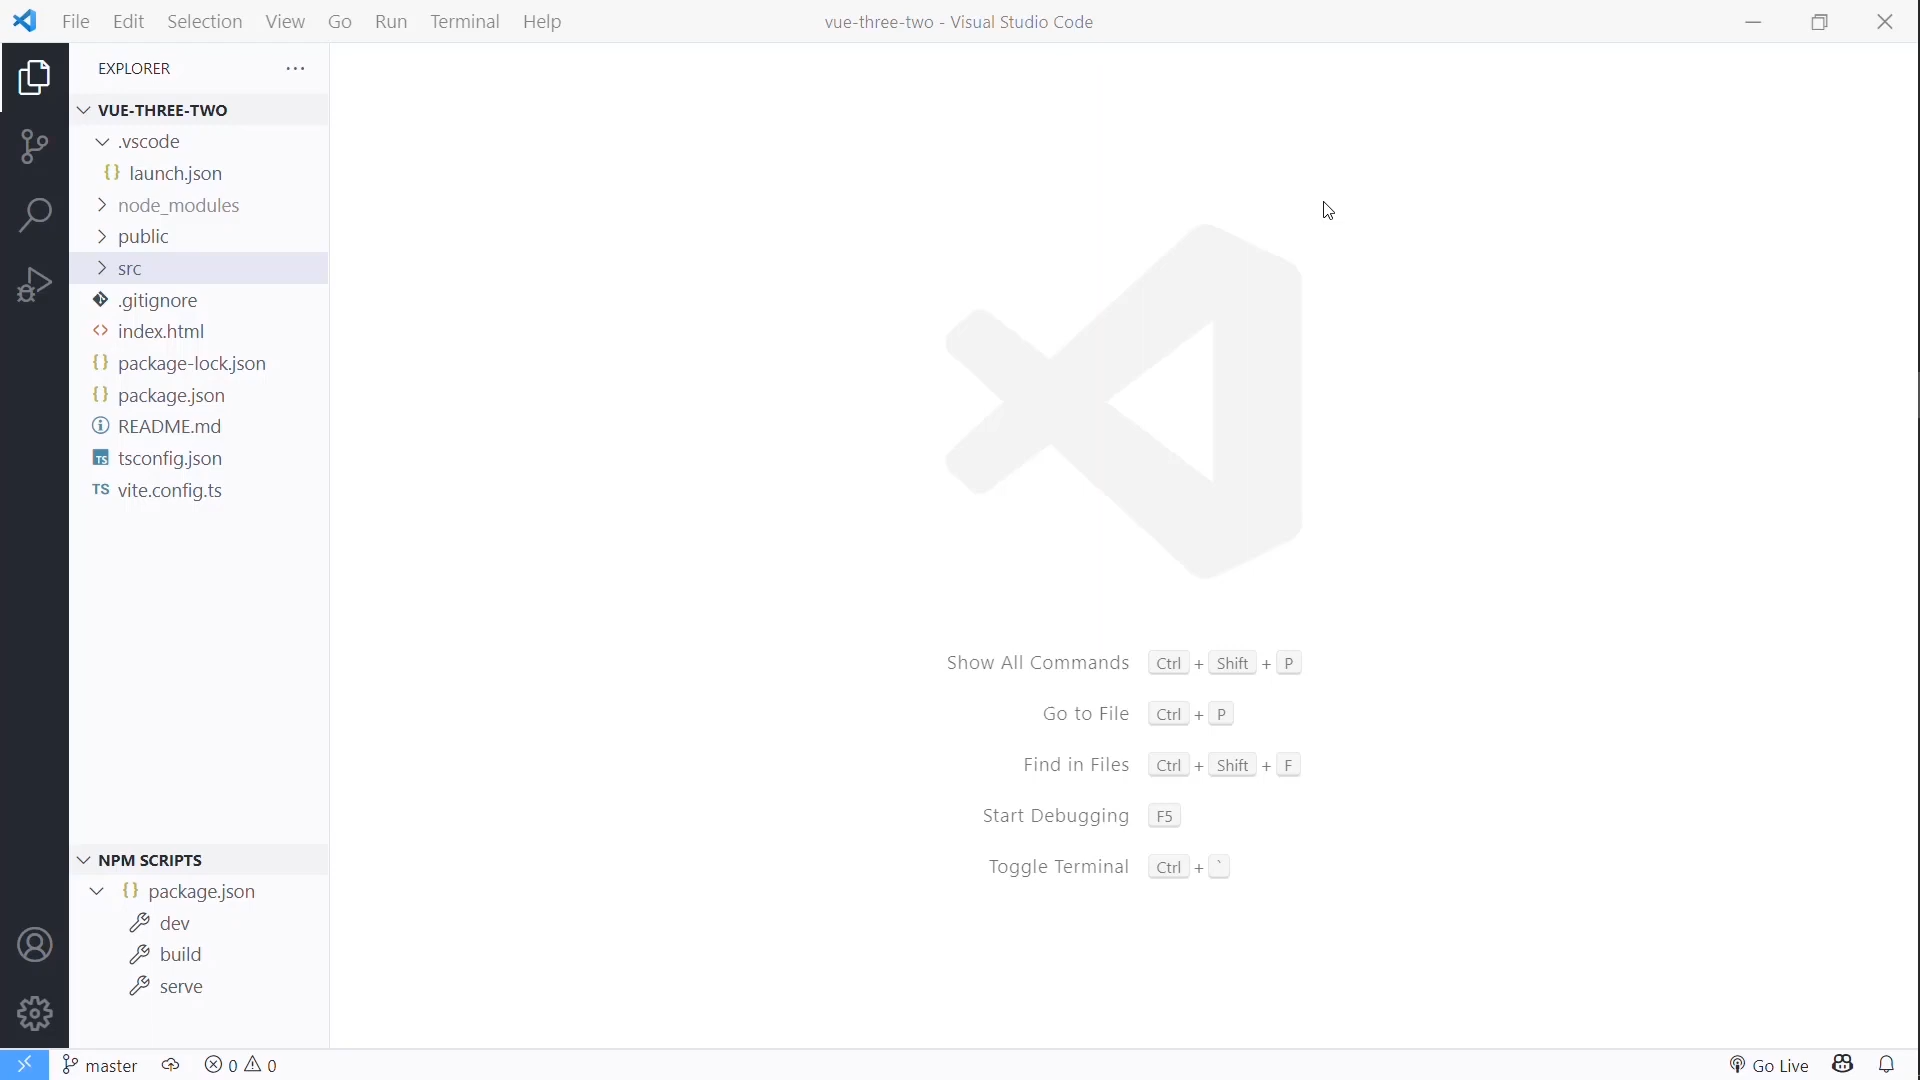 File Edit Selection View Go Run Terminal Help vue-three-two - Visual Studio Code
EXPLORER
VUE-THREE-TWO
.vscode
{} launch.json
node_modules
public
src
.gitignore
<> index.html
{} package-lock.json
{} package.json
README.md
TS tsconfig.json
TS vite.config.ts
Show All Commands Ctrl + Shift + P
Go to File Ctrl + P
Find in Files Ctrl + Shift + F
Start Debugging F5
Toggle Terminal Ctrl + `
NPM SCRIPTS
{} package.json
dev
build
serve
master 0 0 Go Live